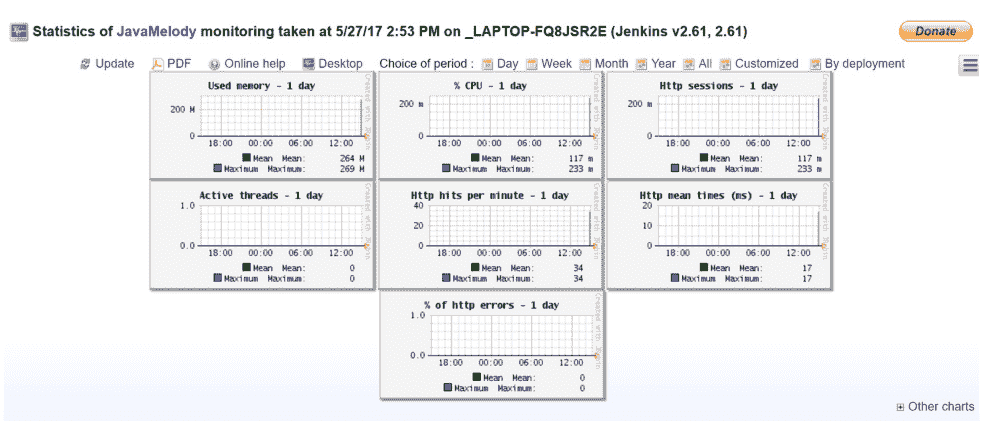 Statistics of JavaMelody monitoring taken at 5/27/17 2:53 PM on _LAPTOP-FQ8JSR2E (Jenkins v2.61, 2.61)
Donate
Update PDF Online help Desktop Choice of period : Day Week Month Year All Customized By deployment
Used memory - 1 day
200 M
0
18:00 00:00 06:00 12:00
Mean Mean: 264 M
Maximum Maximum: 269 M
% CPU - 1 day
200 m
0
18:00 00:00 06:00 12:00
Mean Mean: 117 m
Maximum Maximum: 233 m
Http sessions - 1 day
200 m
0
18:00 00:00 06:00 12:00
Mean Mean: 117 m
Maximum Maximum: 233 m
Active threads - 1 day
1.0
0.0
18:00 00:00 06:00 12:00
Mean Mean: 0
Maximum Maximum: 0
Http hits per minute - 1 day
40
20
0
18:00 00:00 06:00 12:00
Mean Mean: 34
Maximum Maximum: 34
Http mean times (ms) - 1 day
20
10
0
18:00 00:00 06:00 12:00
Mean Mean: 17
Maximum Maximum: 17
% of http errors - 1 day
1.0
0.0
18:00 00:00 06:00 12:00
Mean Mean: 0
Maximum Maximum: 0
Other charts